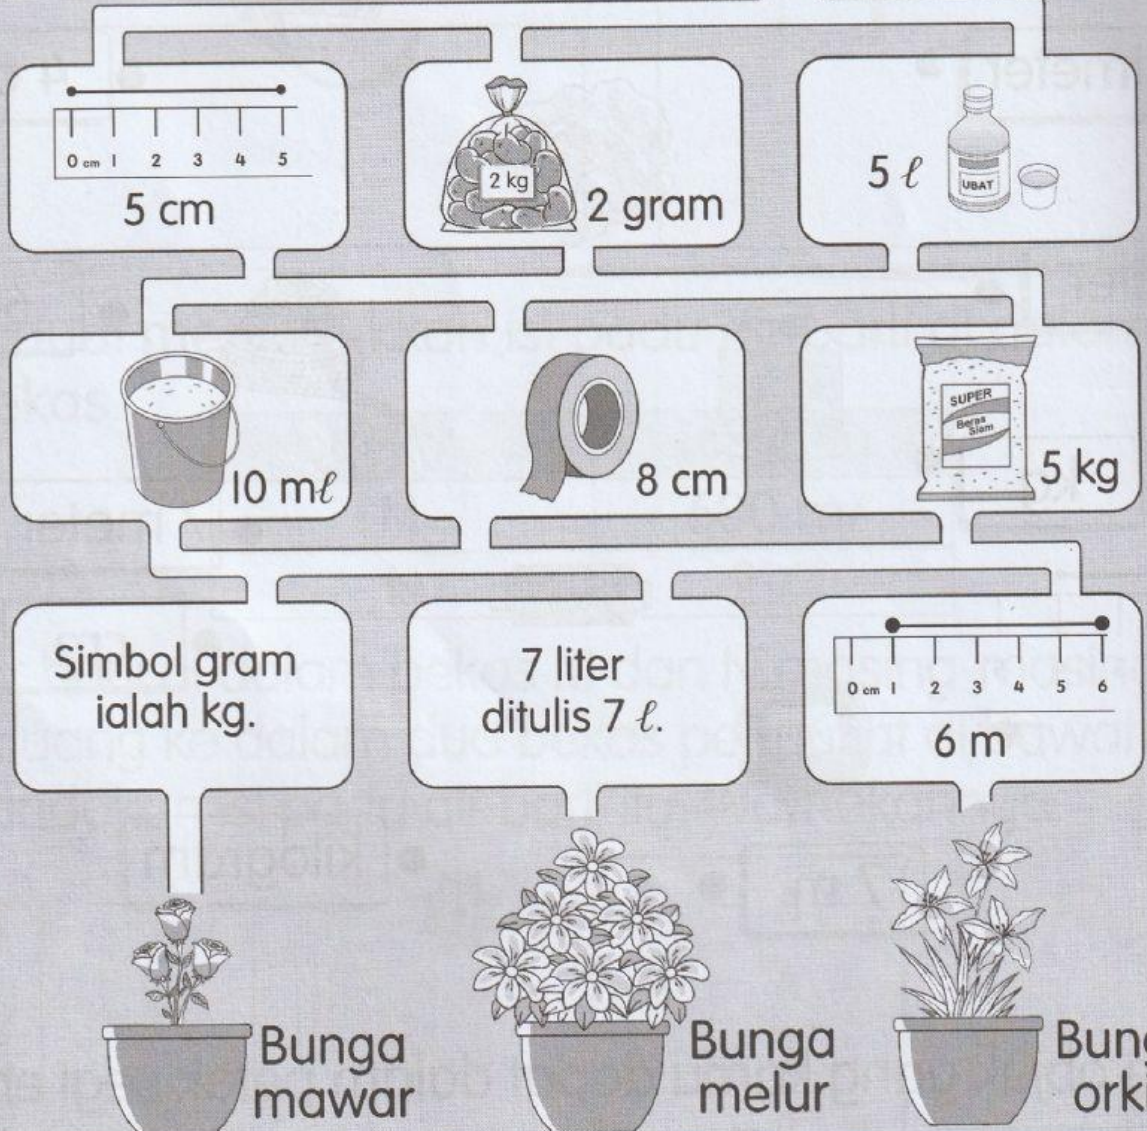 0 cm 1 2 3 4 5
5 cm
2 kg
2 gram
5 ℓ
UBAT
10 mℓ
8 cm
SUPER
Beras
Siam
5 kg
Simbol gram
ialah kg.
7 liter
ditulis 7 ℓ.
0 cm 1 2 3 4 5 6
6 m
Bunga
mawar
Bunga
melur